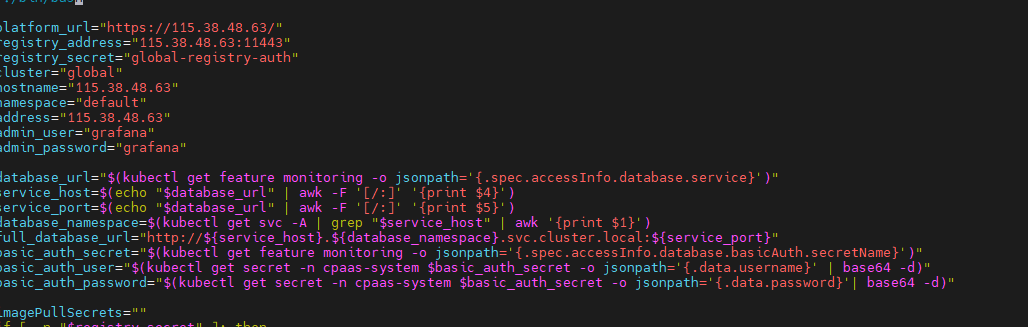 platform_url="https://115.38.48.63/"
registry_address="115.38.48.63:11443"
registry_secret="global-registry-auth"
cluster="global"
hostname="115.38.48.63"
namespace="default"
address="115.38.48.63"
admin_user="grafana"
admin_password="grafana"
database_url="$(kubectl get feature monitoring -o jsonpath='{.spec.accessInfo.database.service}')"
service_host=$(echo "$database_url" | awk -F '[/:]' '{print $4}')
service_port=$(echo "$database_url" | awk -F '[/:]' '{print $5}')
database_namespace=$(kubectl get svc -A | grep "$service_host" | awk '{print $1}')
full_database_url="http://${service_host}.${database_namespace}.svc.cluster.local:${service_port}"
basic_auth_secret="$(kubectl get feature monitoring -o jsonpath='{.spec.accessInfo.database.basicAuth.secretName}')"
basic_auth_user="$(kubectl get secret -n cpaas-system $basic_auth_secret -o jsonpath='{.data.username}' | base64 -d)"
basic_auth_password="$(kubectl get secret -n cpaas-system $basic_auth_secret -o jsonpath='{.data.password}'| base64 -d)"
imagePullSecrets=""
if [ -n "$registry_secret" ]; then